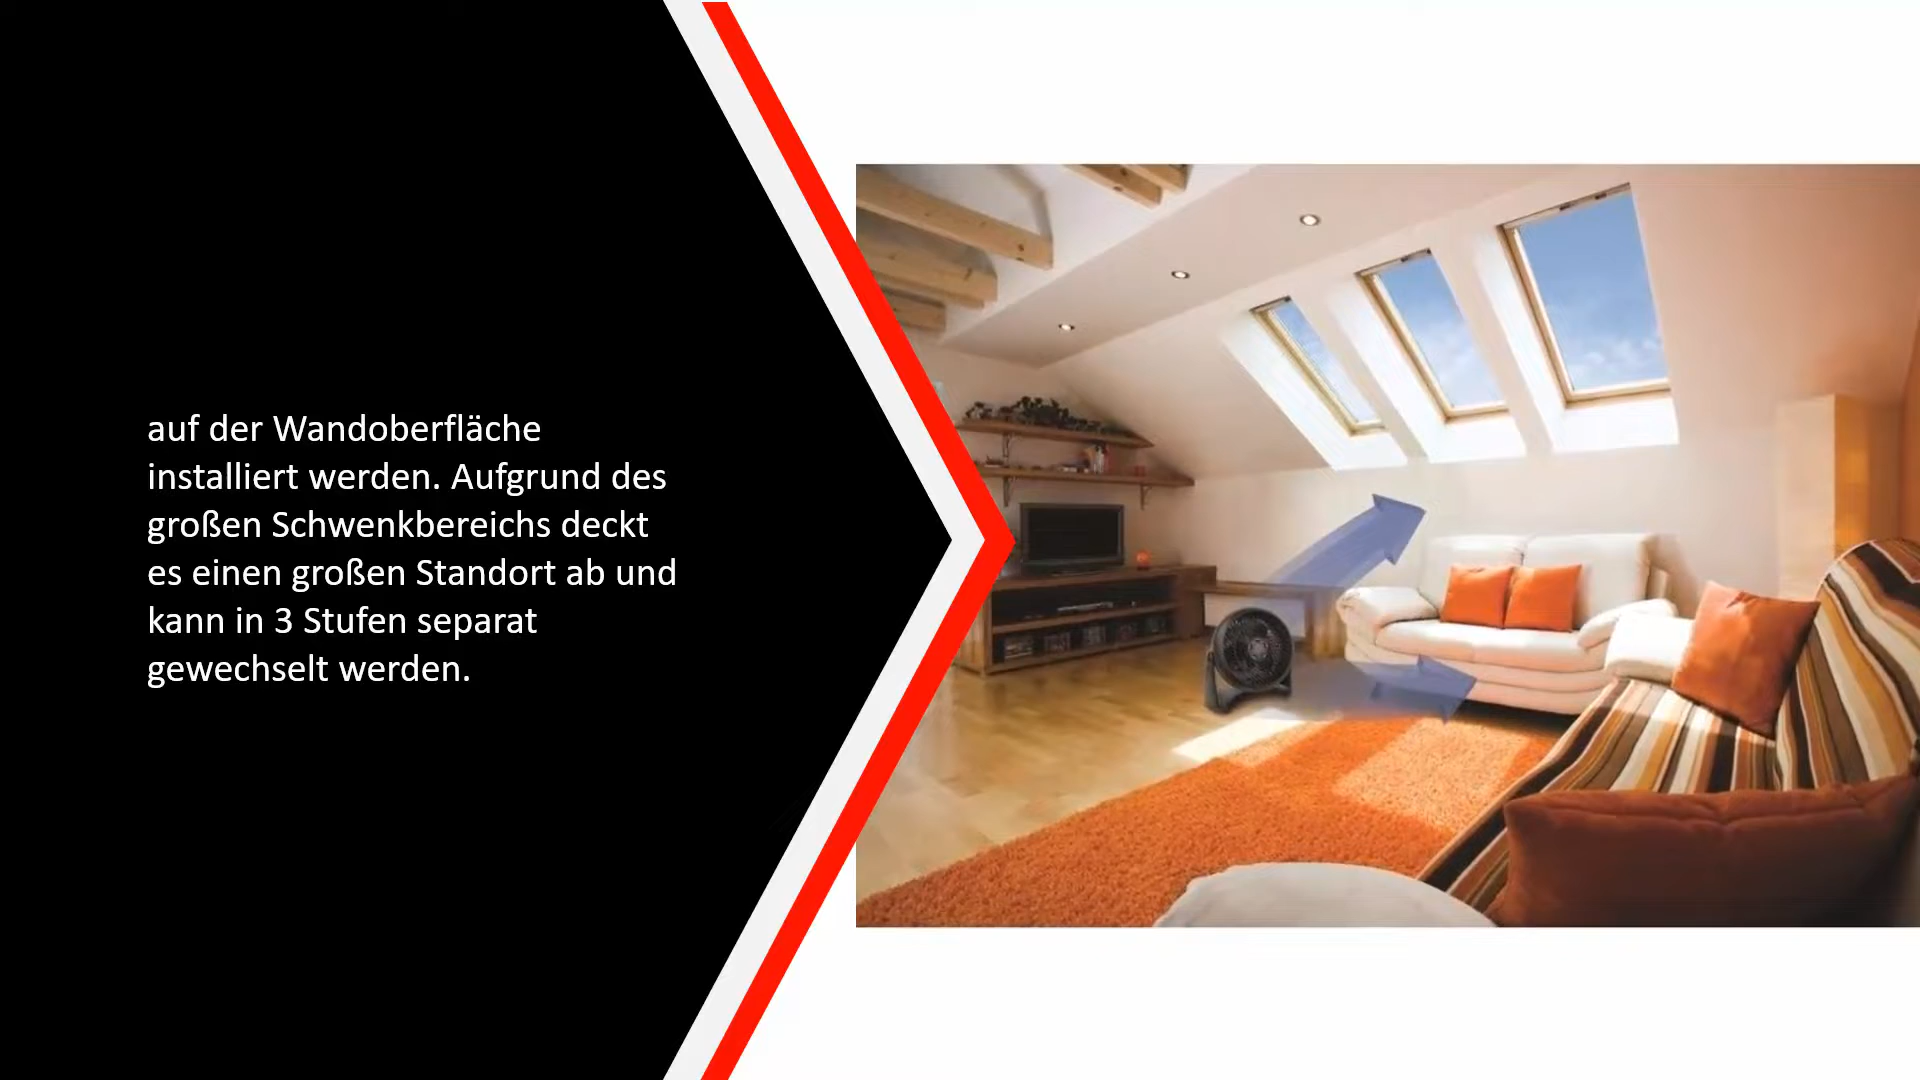 auf der Wandoberfläche
installiert werden. Aufgrund des
großen Schwenkbereichs deckt
es einen großen Standort ab und
kann in 3 Stufen separat
gewechselt werden.